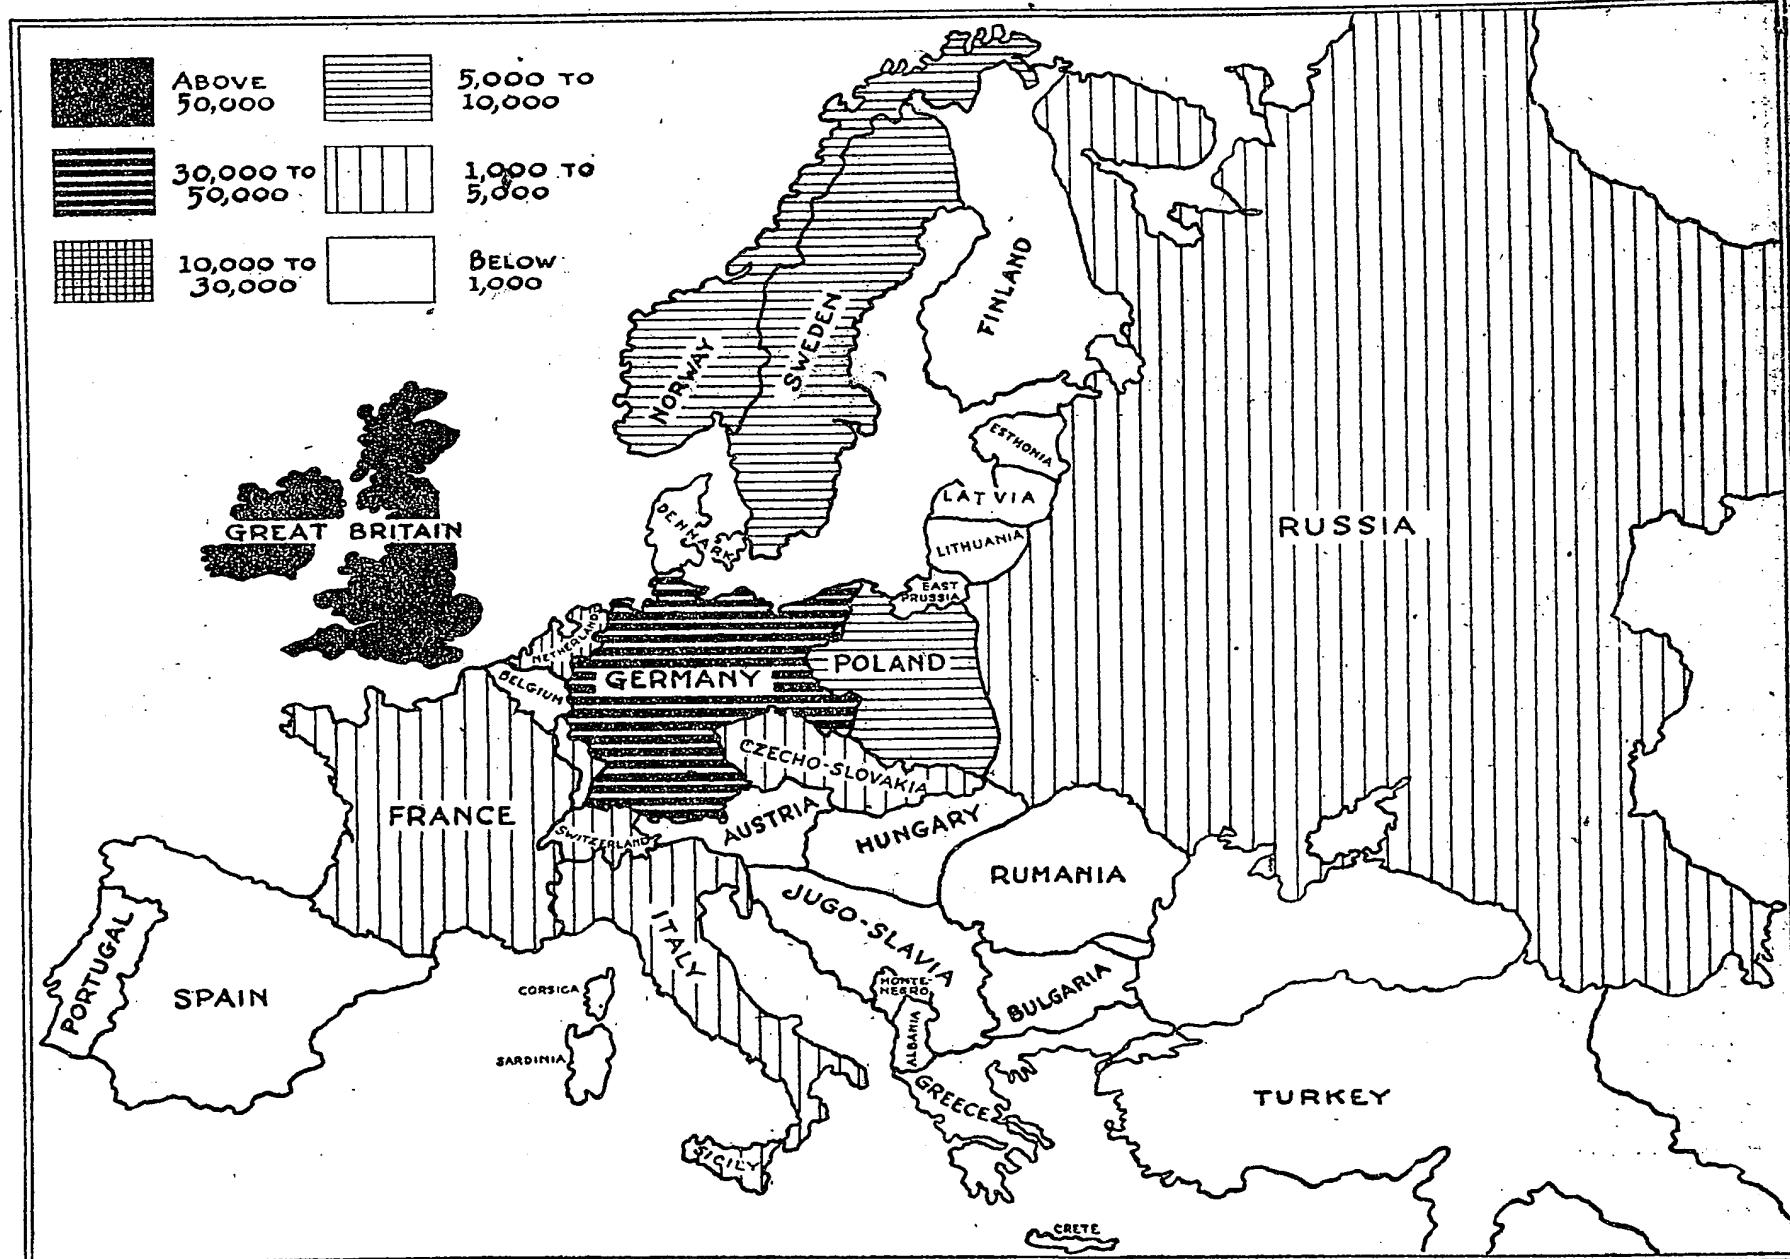 ABOVE
50,000
5,000 TO
10,000
30,000 TO
50,000
1,000 TO
5,000
10,000 TO
30,000
BELOW
1,000
NORWAY
SWEDEN
FINLAND
ESTHONIA
LATVIA
LITHUANIA
GREAT BRITAIN
DENMARK
RUSSIA
EAST
PRUSSIA
NETHERLAND
BELGIUM
GERMANY
POLAND
CZECHO-SLOVAKIA
FRANCE
SWITZERLAND
AUSTRIA
HUNGARY
RUMANIA
ITALY
JUGO-SLAVIA
PORTUGAL
SPAIN
CORSICA
SARDINIA
MONTE-
NEGRO
ALBANIA
BULGARIA
GREECE
TURKEY
SICILY
CRETE